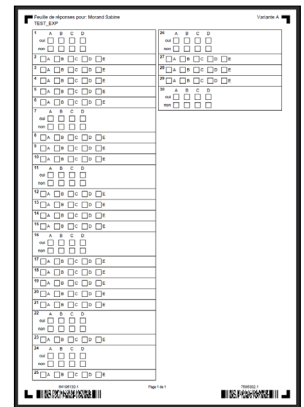 Feuille de réponses pour: Morand Sabine
Variante A
TEST_EXP
1 A B C D
oui
non
2 A B C D E
3 A B C D E
4 A B C D E
5 A B C D E
6 A B C D E
7 A B C D
oui
non
8 A B C D E
9 A B C D E
10 A B C D E
11 A B C D
oui
non
12 A B C D E
13 A B C D E
14 A B C D E
15 A B C D E
16 A B C D
oui
non
17 A B C D E
18 A B C D E
19 A B C D E
20 A B C D E
21 A B C D E
22 A B C D
oui
non
23 A B C D E
24 A B C D
oui
non
25 A B C D E
26 A B C D
oui
non
27 A B C D E
28 A B C D E
29 A B C D E
30 A B C D
oui
non
Page 1 de 1